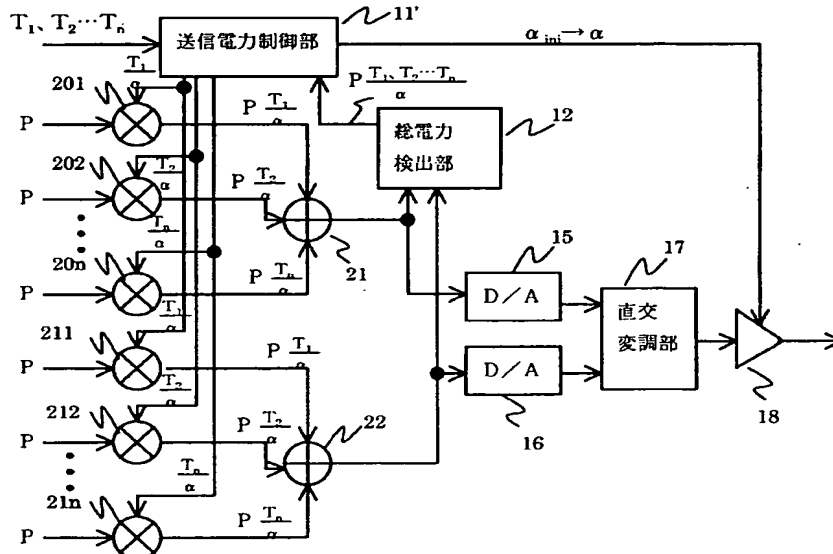 T₁、T₂…Tₙ
送信電力制御部
11'
α ini→α
T₁/α
P T₁、T₂…Tₙ/α
201
P
P T₁/α
総電力
検出部
12
202
T₂/α
P
P T₂/α
Tₙ/α
21
20n
P
P Tₙ/α
15
D/A
17
直交
変調部
211
T₁/α
P
P T₁/α
D/A
16
18
212
T₂/α
P
P T₂/α
22
21n
Tₙ/α
P
P Tₙ/α